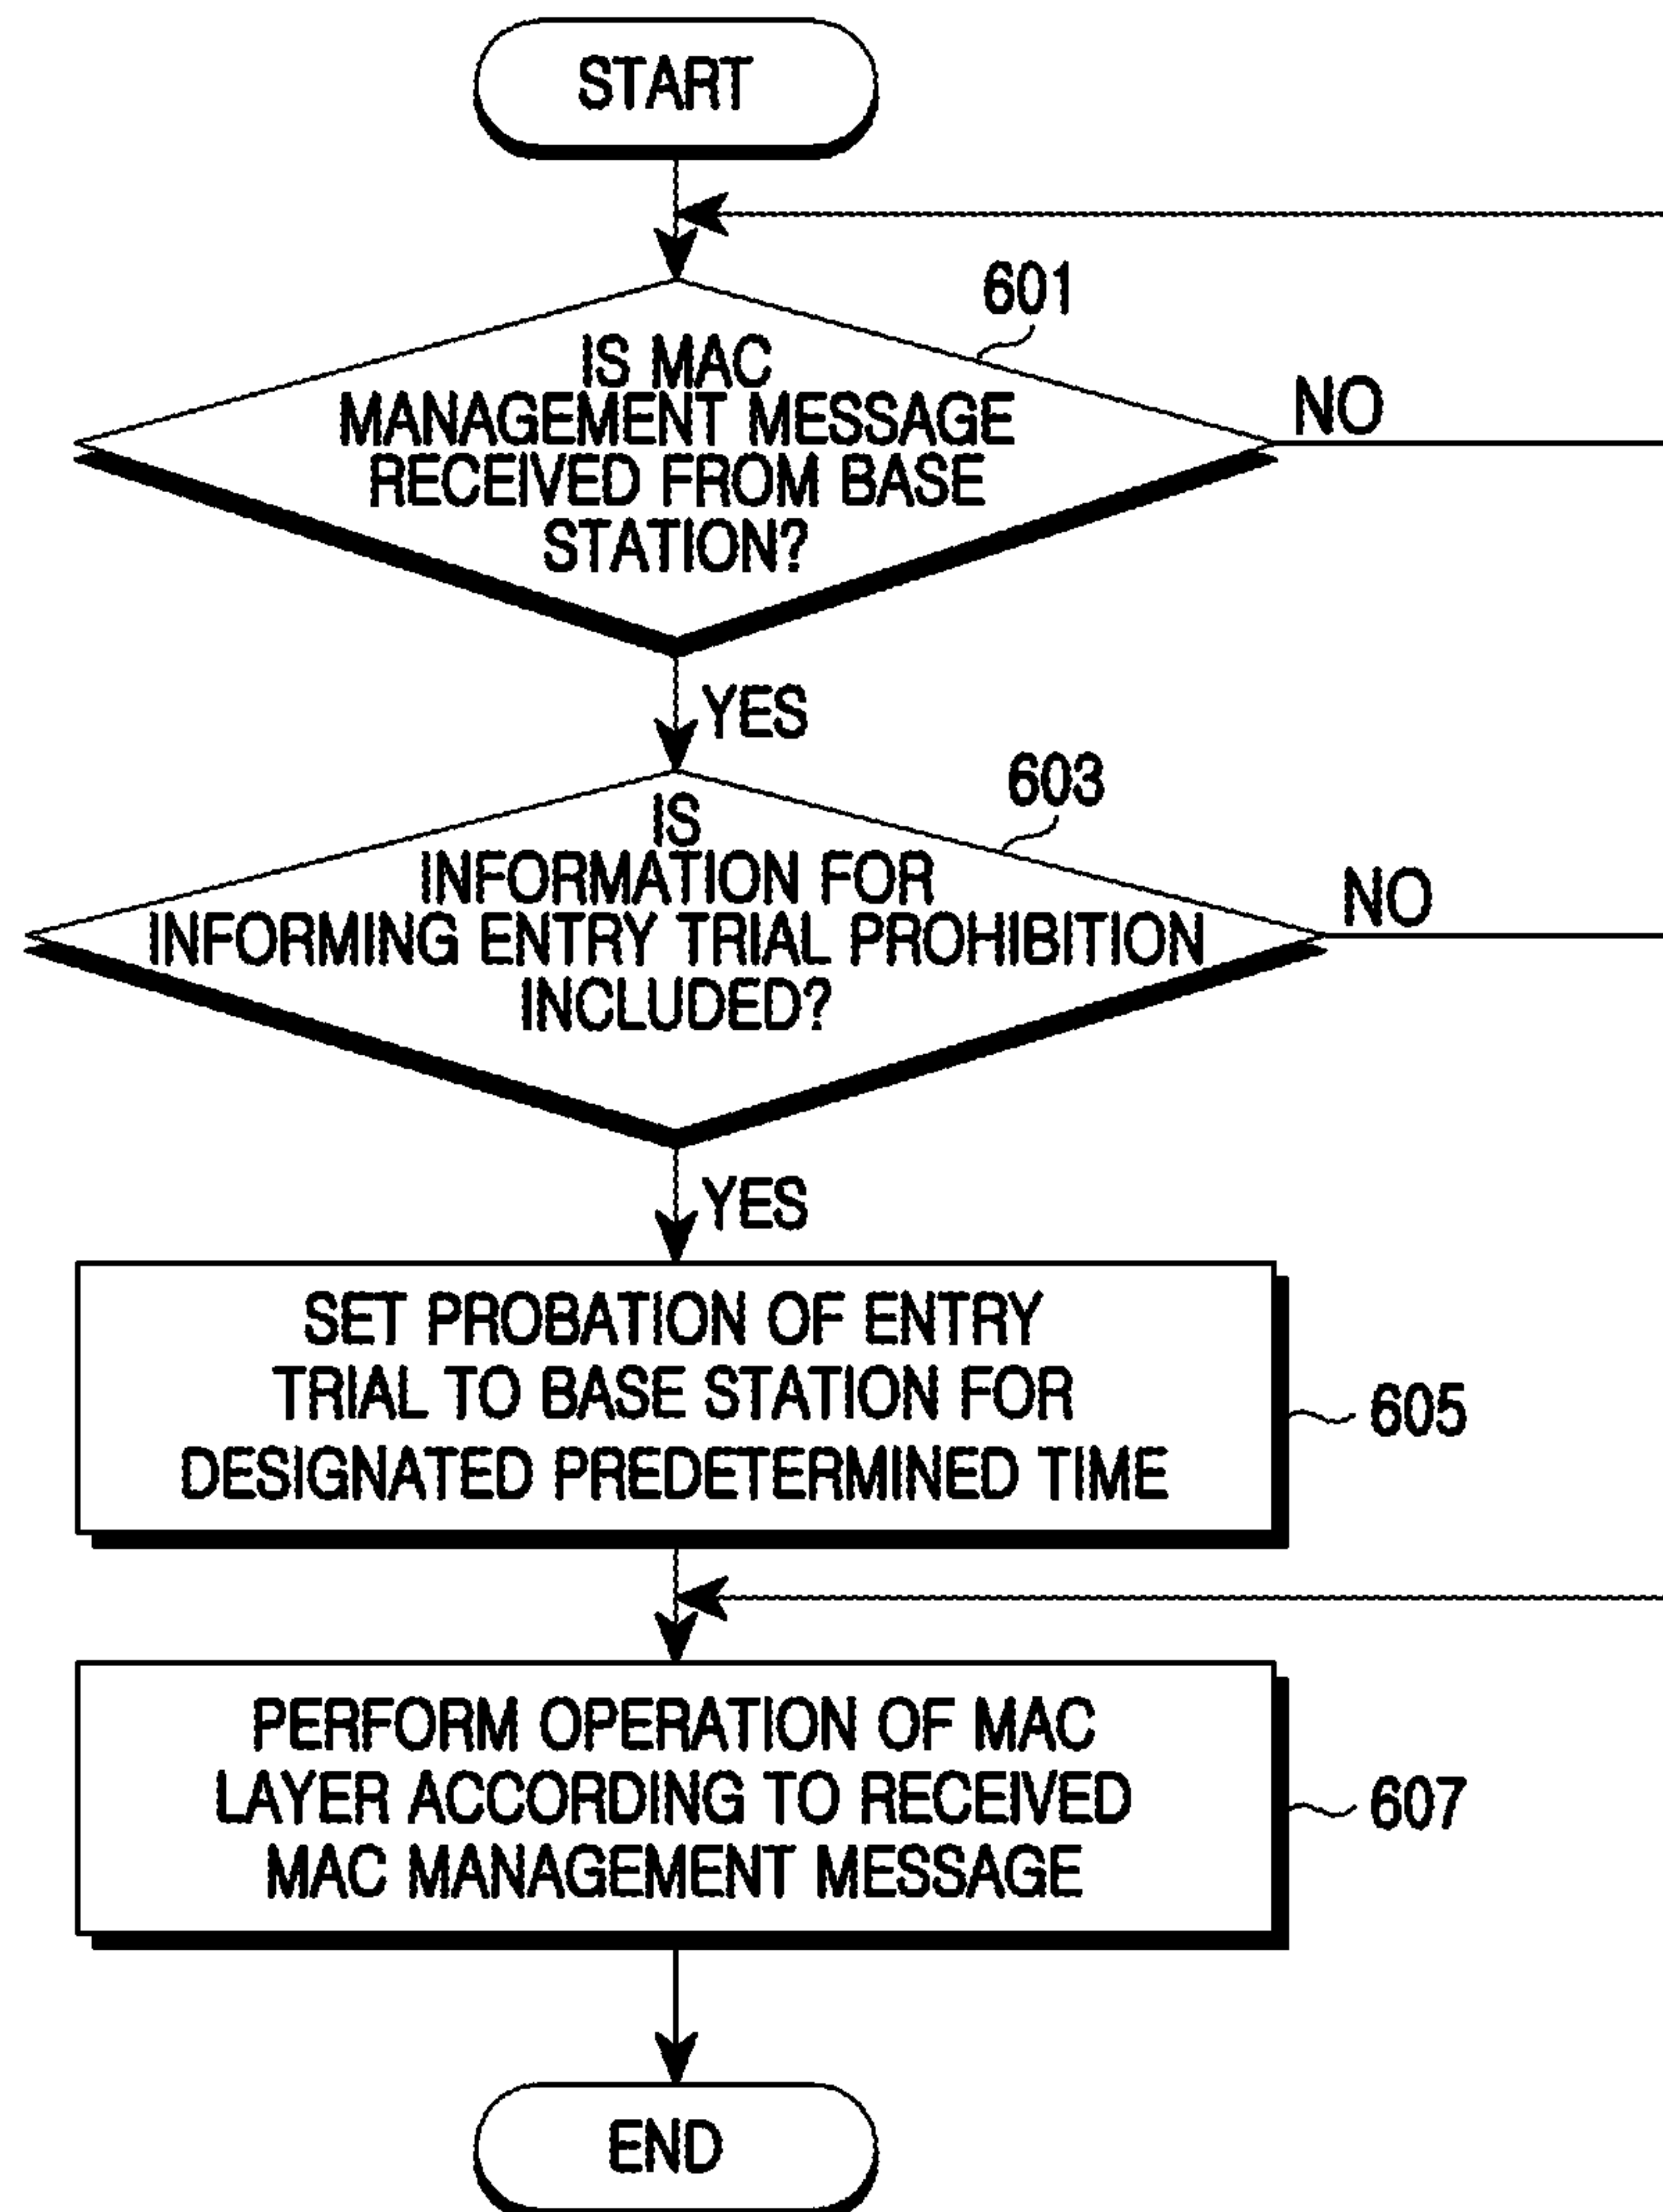 START
601
IS MAC
MANAGEMENT MESSAGE
RECEIVED FROM BASE
STATION?
NO
YES
603
IS
INFORMATION FOR
INFORMING ENTRY TRIAL PROHIBITION
INCLUDED?
NO
YES
SET PROBATION OF ENTRY
TRIAL TO BASE STATION FOR
DESIGNATED PREDETERMINED TIME
605
PERFORM OPERATION OF MAC
LAYER ACCORDING TO RECEIVED
MAC MANAGEMENT MESSAGE
607
END